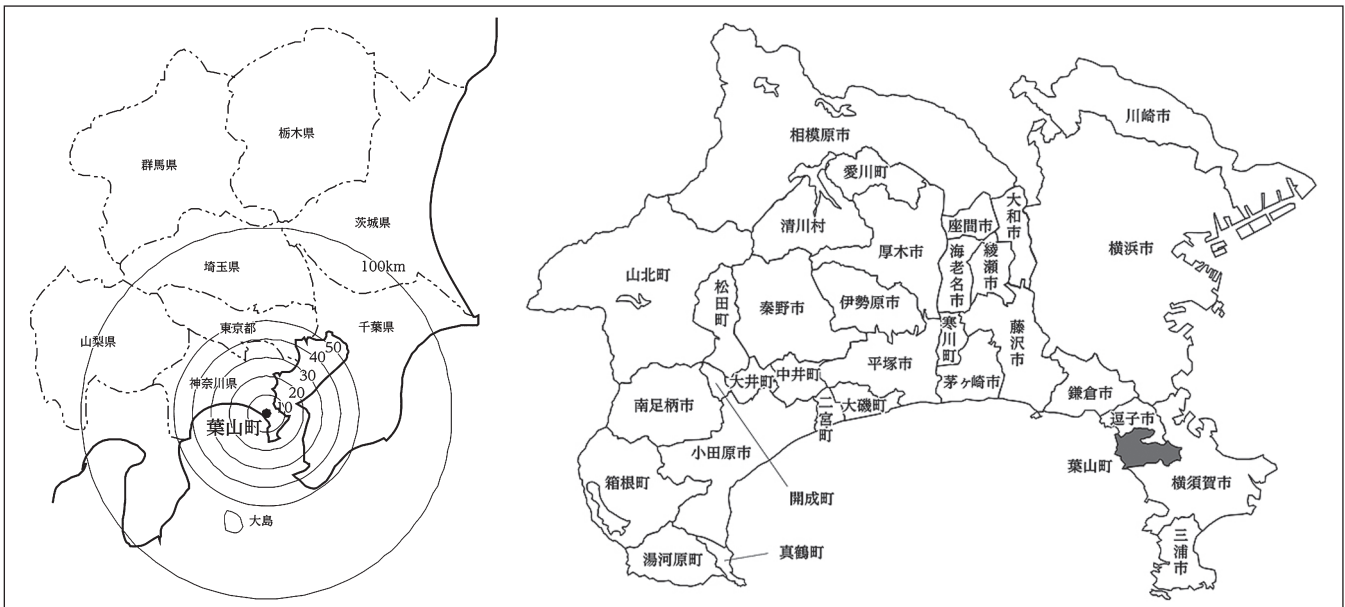 栃木県
群馬県
茨城県
埼玉県
100km
東京都
千葉県
山梨県
50
40
神奈川県
30
20
10
葉山町
大島
川崎市
相模原市
愛川町
大和市
座間市
清川村
横浜市
厚木市
海老名市
綾瀬市
山北町
松田町
秦野市
伊勢原市
寒川町
藤沢市
平塚市
中井町
大井町
茅ヶ崎市
鎌倉市
南足柄市
二宮町
大磯町
逗子市
小田原市
葉山町
箱根町
横須賀市
開成町
三浦市
真鶴町
湯河原町